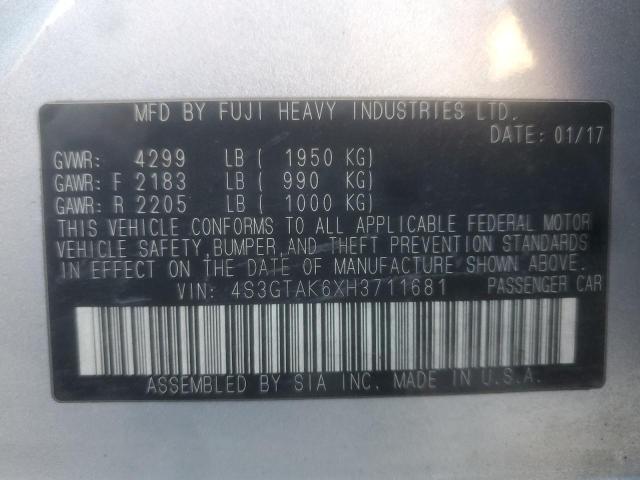 MFD BY FUJI HEAVY INDUSTRIES LTD.
DATE: 01/17
GVWR: 4299 LB ( 1950 KG)
GAWR: F 2183 LB ( 990 KG)
GAWR: R 2205 LB ( 1000 KG)
THIS VEHICLE CONFORMS TO ALL APPLICABLE FEDERAL MOTOR
VEHICLE SAFETY, BUMPER, AND THEFT PREVENTION STANDARDS
IN EFFECT ON THE DATE OF MANUFACTURE SHOWN ABOVE.
VIN: 4S3GTAK6XH3711681 PASSENGER CAR
ASSEMBLED BY SIA INC. MADE IN U.S.A.